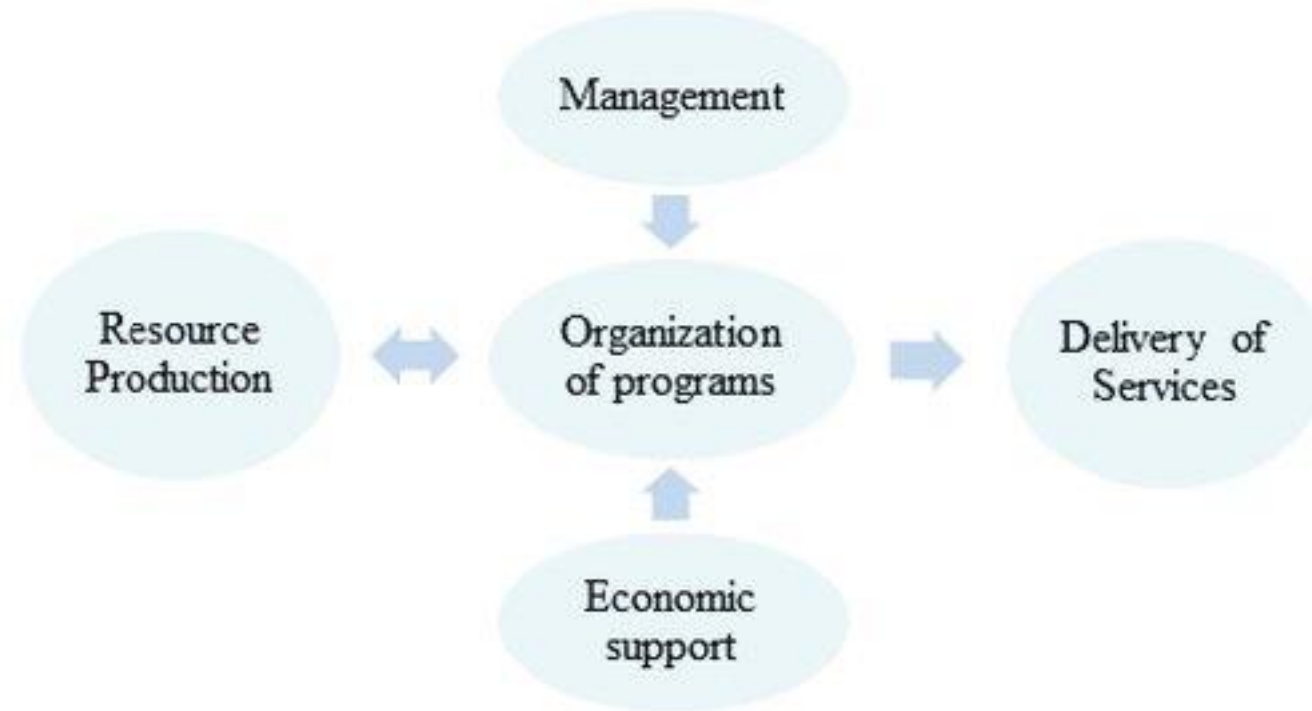 Management
Resource
Production
Organization
of programs
Delivery of
Services
Economic
support